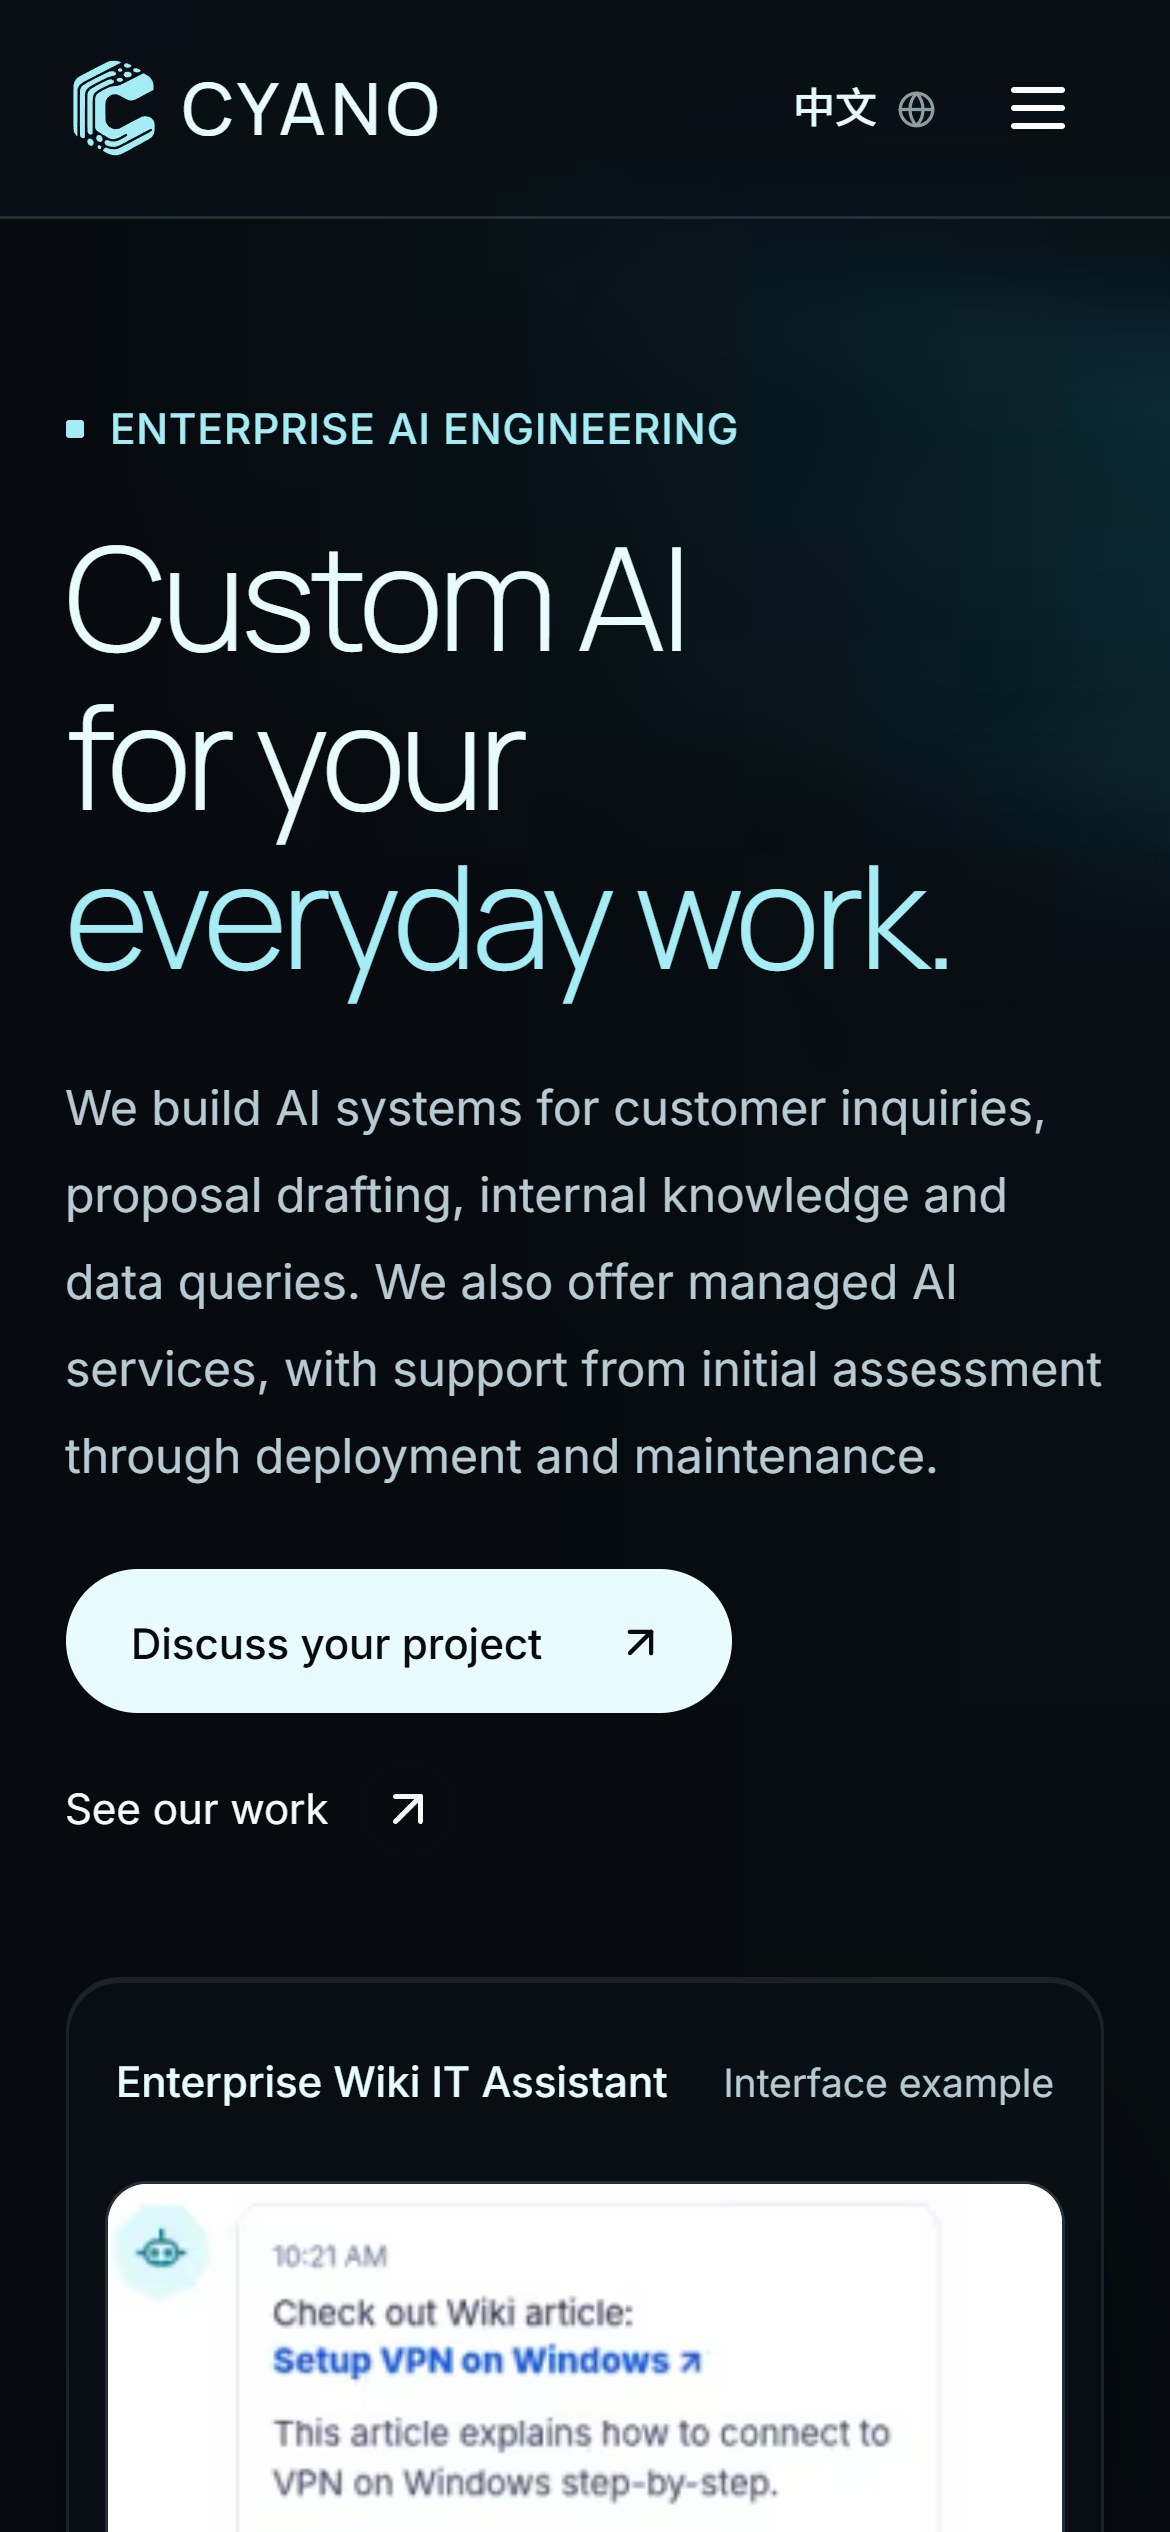 CYANO
中文
ENTERPRISE AI ENGINEERING
Custom AI
for your
everyday work.
We build AI systems for customer inquiries,
proposal drafting, internal knowledge and
data queries. We also offer managed AI
services, with support from initial assessment
through deployment and maintenance.
Discuss your project
See our work
Enterprise Wiki IT Assistant
Interface example
10:21 AM
Check out Wiki article:
Setup VPN on Windows
This article explains how to connect to
VPN on Windows step-by-step.